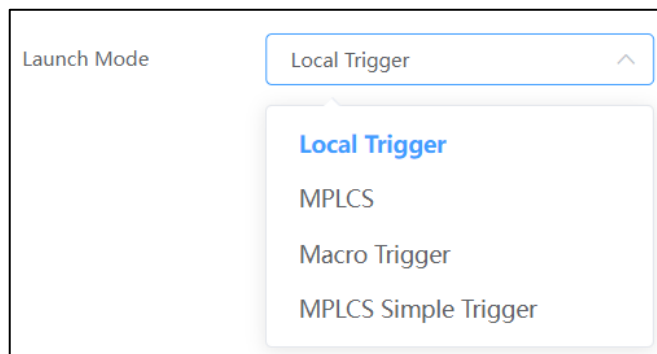 Launch Mode
Local Trigger
Local Trigger
MPLCS
Macro Trigger
MPLCS Simple Trigger